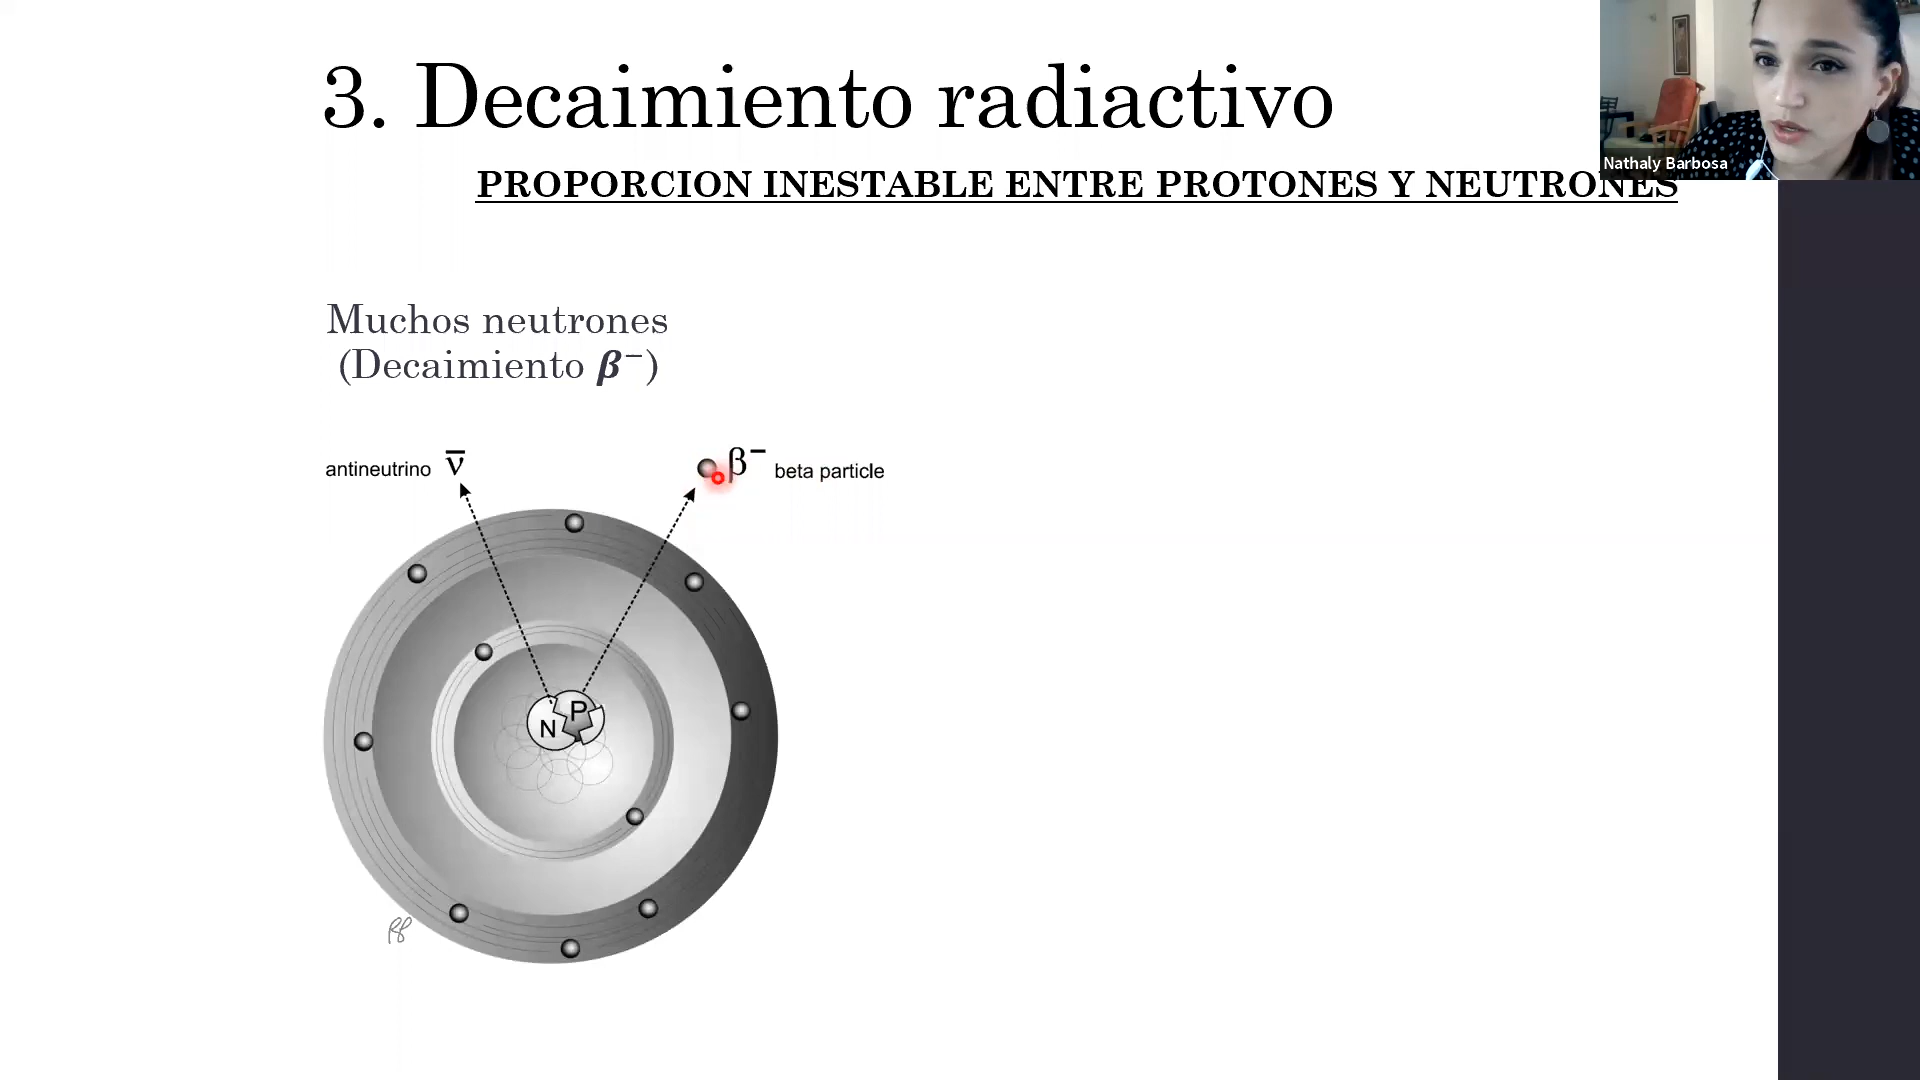 3. Decaimiento radiactivo
Nathaly Barbosa
PROPORCION INESTABLE ENTRE PROTONES Y NEUTRONES
Muchos neutrones
(Decaimiento β⁻)
antineutrino ν̅
β⁻ beta particle
N P